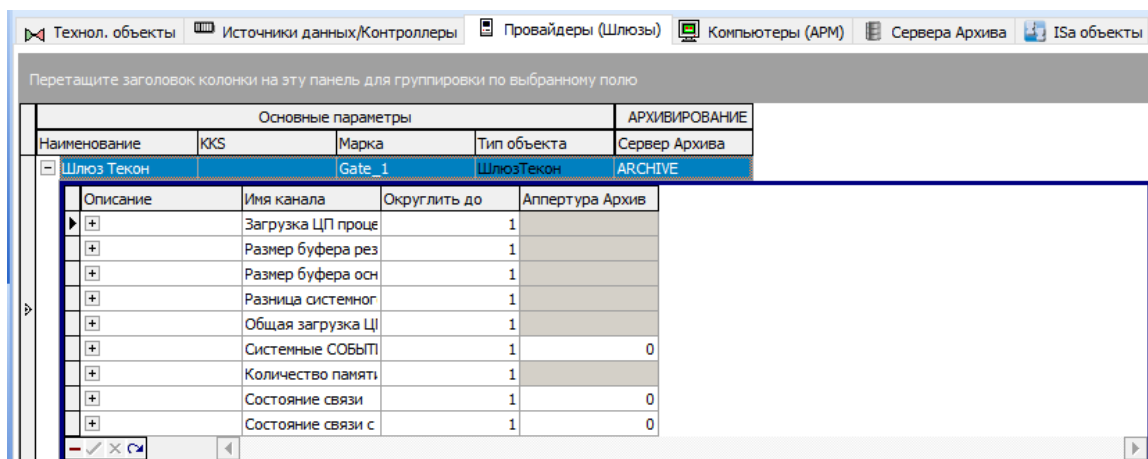 Технол. объекты Источники данных/Контроллеры Провайдеры (Шлюзы) Компьютеры (АРМ) Сервера Архива ISa объекты
Перетащите заголовок колонки на эту панель для группировки по выбранному полю
Основные параметры АРХИВИРОВАНИЕ
Наименование KKS Марка Тип объекта Сервер Архива
Шлюз Текон Gate_1 ШлюзТекон ARCHIVE
Описание Имя канала Округлить до Аппертура Архив
Загрузка ЦП проце 1
Размер буфера рез 1
Размер буфера осн 1
Разница системног 1
Общая загрузка ЦП 1
Системные СОБЫТІ 1 0
Количество памяти 1
Состояние связи 1 0
Состояние связи с 1 0